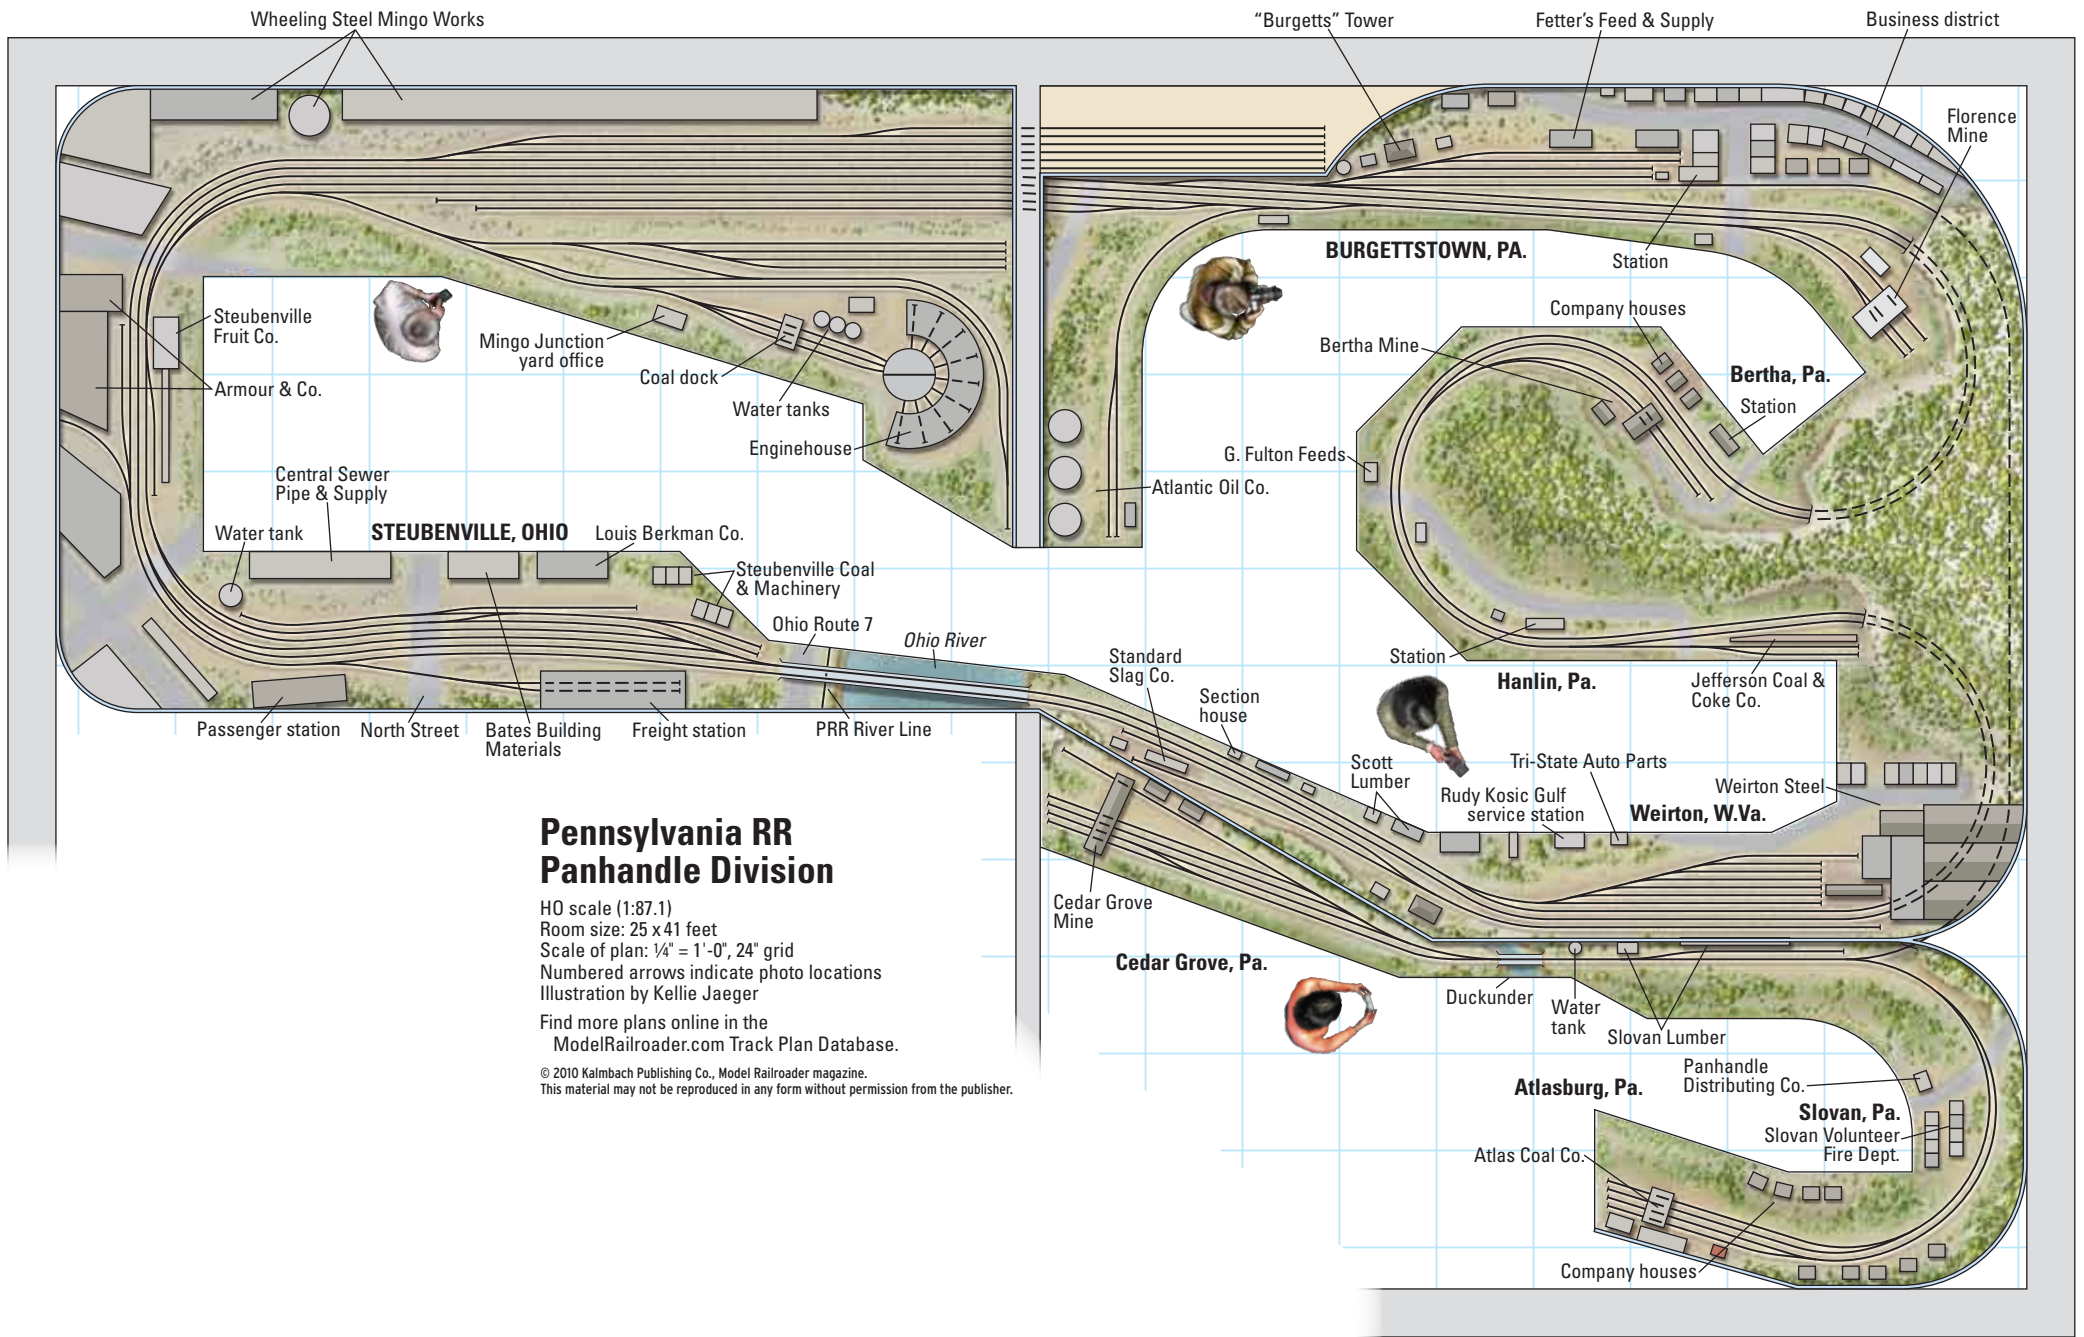 Wheeling Steel Mingo Works
“Burgetts” Tower
Fetter’s Feed & Supply
Business district
Florence
Mine
BURGETTSTOWN, PA.
Station
Steubenville
Fruit Co.
Mingo Junction
yard office
Armour & Co.
Coal dock
Water tanks
Enginehouse
Company houses
Bertha Mine
Bertha, Pa.
Station
G. Fulton Feeds
Atlantic Oil Co.
Central Sewer
Pipe & Supply
Water tank
STEUBENVILLE, OHIO
Louis Berkman Co.
Steubenville Coal
& Machinery
Ohio Route 7
Ohio River
Passenger station
North Street
Bates Building
Materials
Freight station
PRR River Line
Standard
Slag Co.
Section
house
Station
Hanlin, Pa.
Jefferson Coal &
Coke Co.
Scott
Lumber
Tri-State Auto Parts
Rudy Kosic Gulf
service station
Weirton Steel
Weirton, W.Va.
Cedar Grove
Mine
Cedar Grove, Pa.
Duckunder
Water
tank
Slovan Lumber
Panhandle
Distributing Co.
Atlasburg, Pa.
Slovan, Pa.
Slovan Volunteer
Fire Dept.
Atlas Coal Co.
Company houses
Pennsylvania RR
Panhandle Division
HO scale (1:87.1)
Room size: 25 x 41 feet
Scale of plan: ¼" = 1'-0", 24" grid
Numbered arrows indicate photo locations
Illustration by Kellie Jaeger
Find more plans online in the
ModelRailroader.com Track Plan Database.
© 2010 Kalmbach Publishing Co., Model Railroader magazine.
This material may not be reproduced in any form without permission from the publisher.